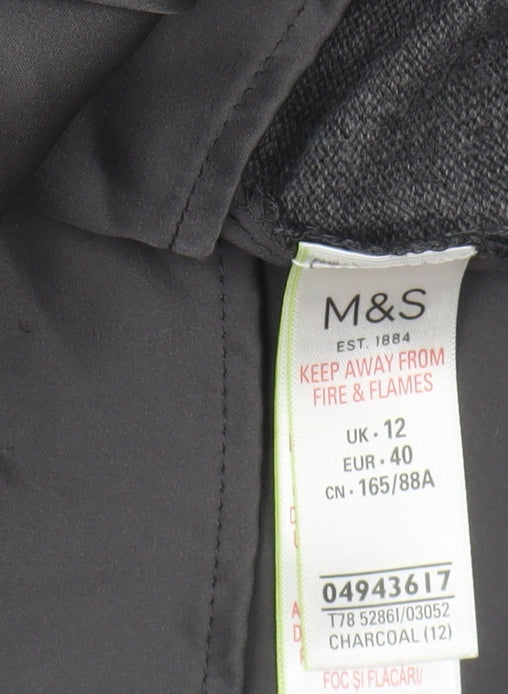 M&S
EST. 1884
KEEP AWAY FROM
FIRE & FLAMES
UK · 12
EUR · 40
CN · 165/88A
04943617
T78 5286I/03052
CHARCOAL (12)
FOC ŞI FLĂCĂRI/